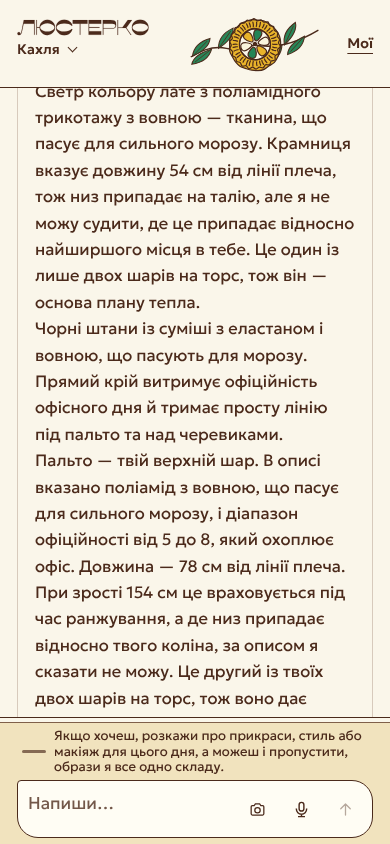 ЛЮСТЕРКО
Кахля
Мої
Светр кольору лате з поліамідного
трикотажу з вовною — тканина, що
пасує для сильного морозу. Крамниця
вказує довжину 54 см від лінії плеча,
тож низ припадає на талію, але я не
можу судити, де це припадає відносно
найширшого місця в тебе. Це один із
лише двох шарів на торс, тож він —
основа плану тепла.
Чорні штани із суміші з еластаном і
вовною, що пасують для морозу.
Прямий крій витримує офіційність
офісного дня й тримає просту лінію
під пальто та над черевиками.
Пальто — твій верхній шар. В описі
вказано поліамід з вовною, що пасує
для сильного морозу, і діапазон
офіційності від 5 до 8, який охоплює
офіс. Довжина — 78 см від лінії плеча.
При зрості 154 см це враховується під
час ранжування, а де низ припадає
відносно твого коліна, за описом я
сказати не можу. Це другий із твоїх
двох шарів на торс, тож воно дає
Якщо хочеш, розкажи про прикраси, стиль або
макіяж для цього дня, а можеш і пропустити,
образи я все одно складу.
Напиши…